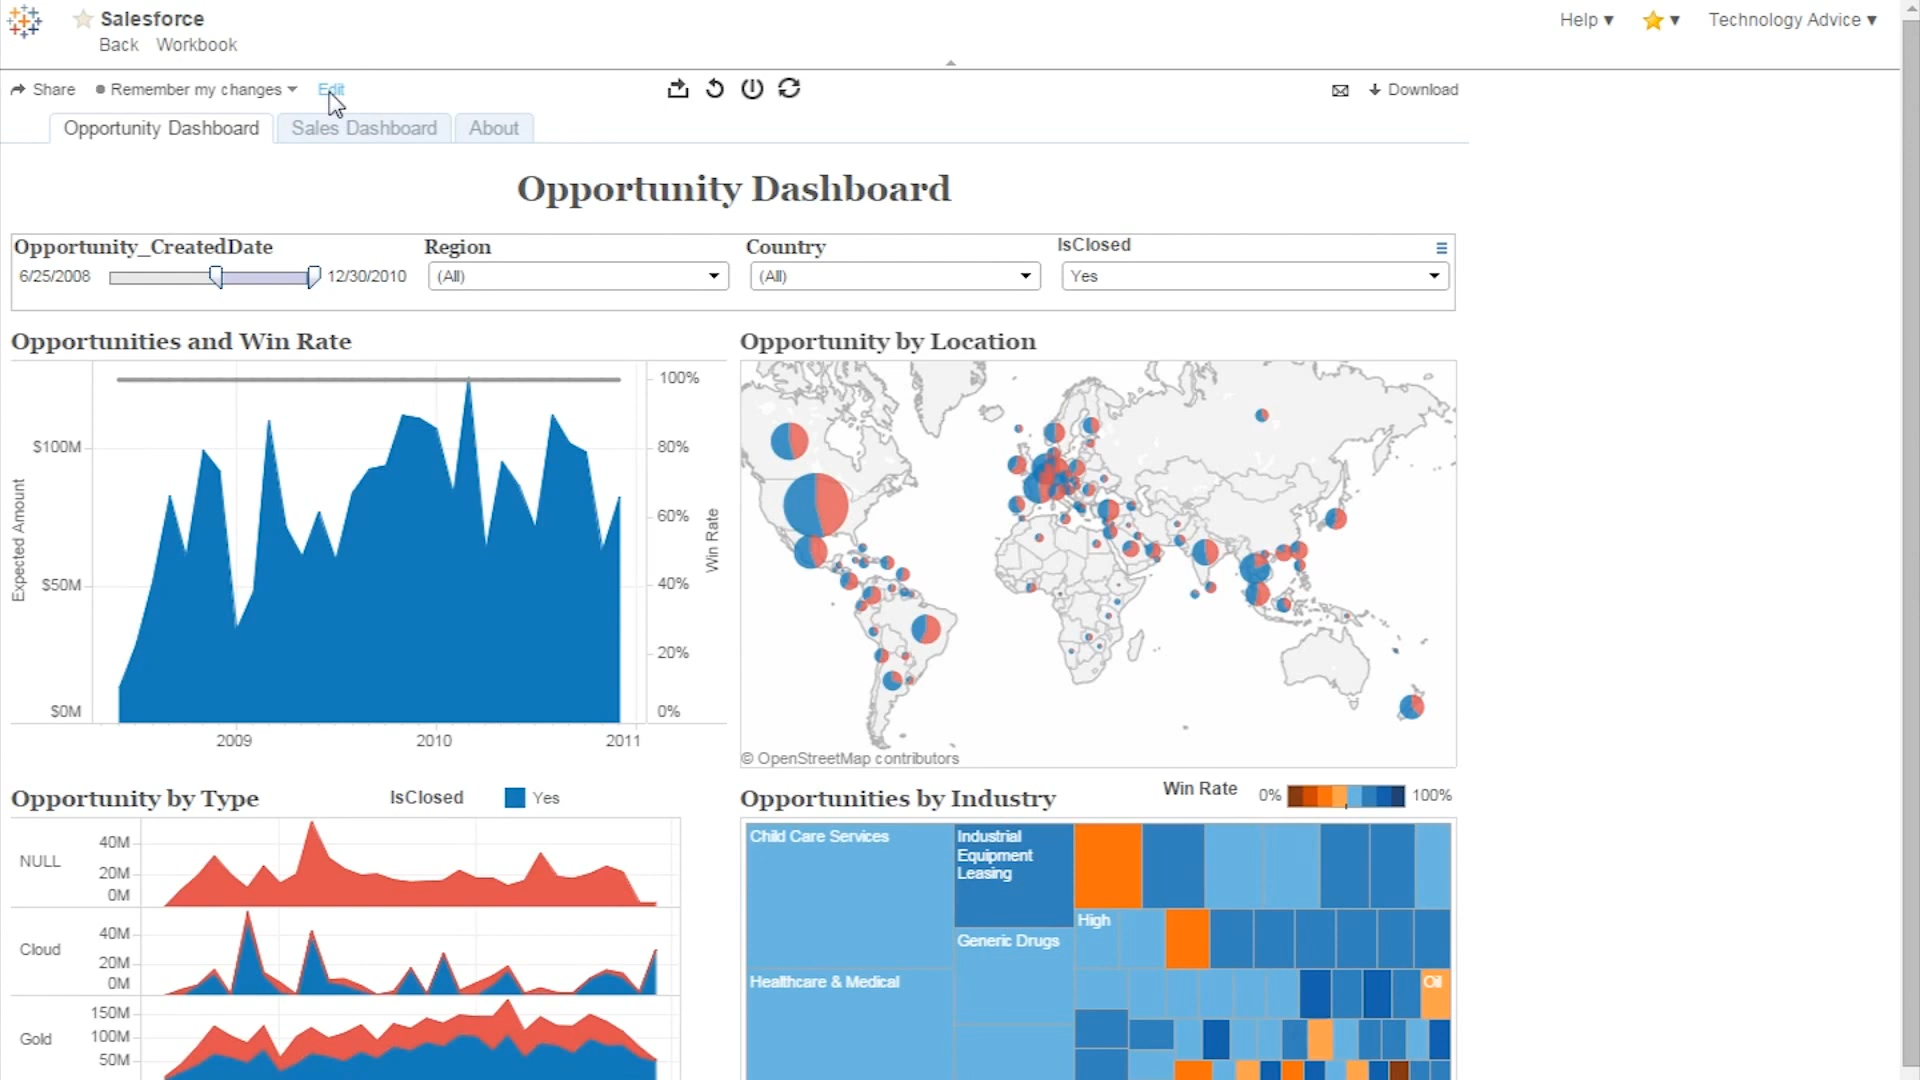 Salesforce
Back Workbook
Help ▾ ▾ Technology Advice ▾
Share Remember my changes Edit Download
Opportunity Dashboard Sales Dashboard About
Opportunity Dashboard
Opportunity_CreatedDate Region Country IsClosed
6/25/2008 12/30/2010 (All) (All) Yes
Opportunities and Win Rate
100%
$100M 80%
60%
Expected Amount
Win Rate
$50M 40%
20%
$0M 0%
2009 2010 2011
Opportunity by Location
© OpenStreetMap contributors
Opportunity by Type IsClosed Yes
NULL
40M
20M
0M
Cloud
40M
20M
0M
Gold
150M
100M
50M
Opportunities by Industry Win Rate 0% 100%
Child Care Services
Industrial
Equipment
Leasing
High
Generic Drugs
Healthcare & Medical
Oil